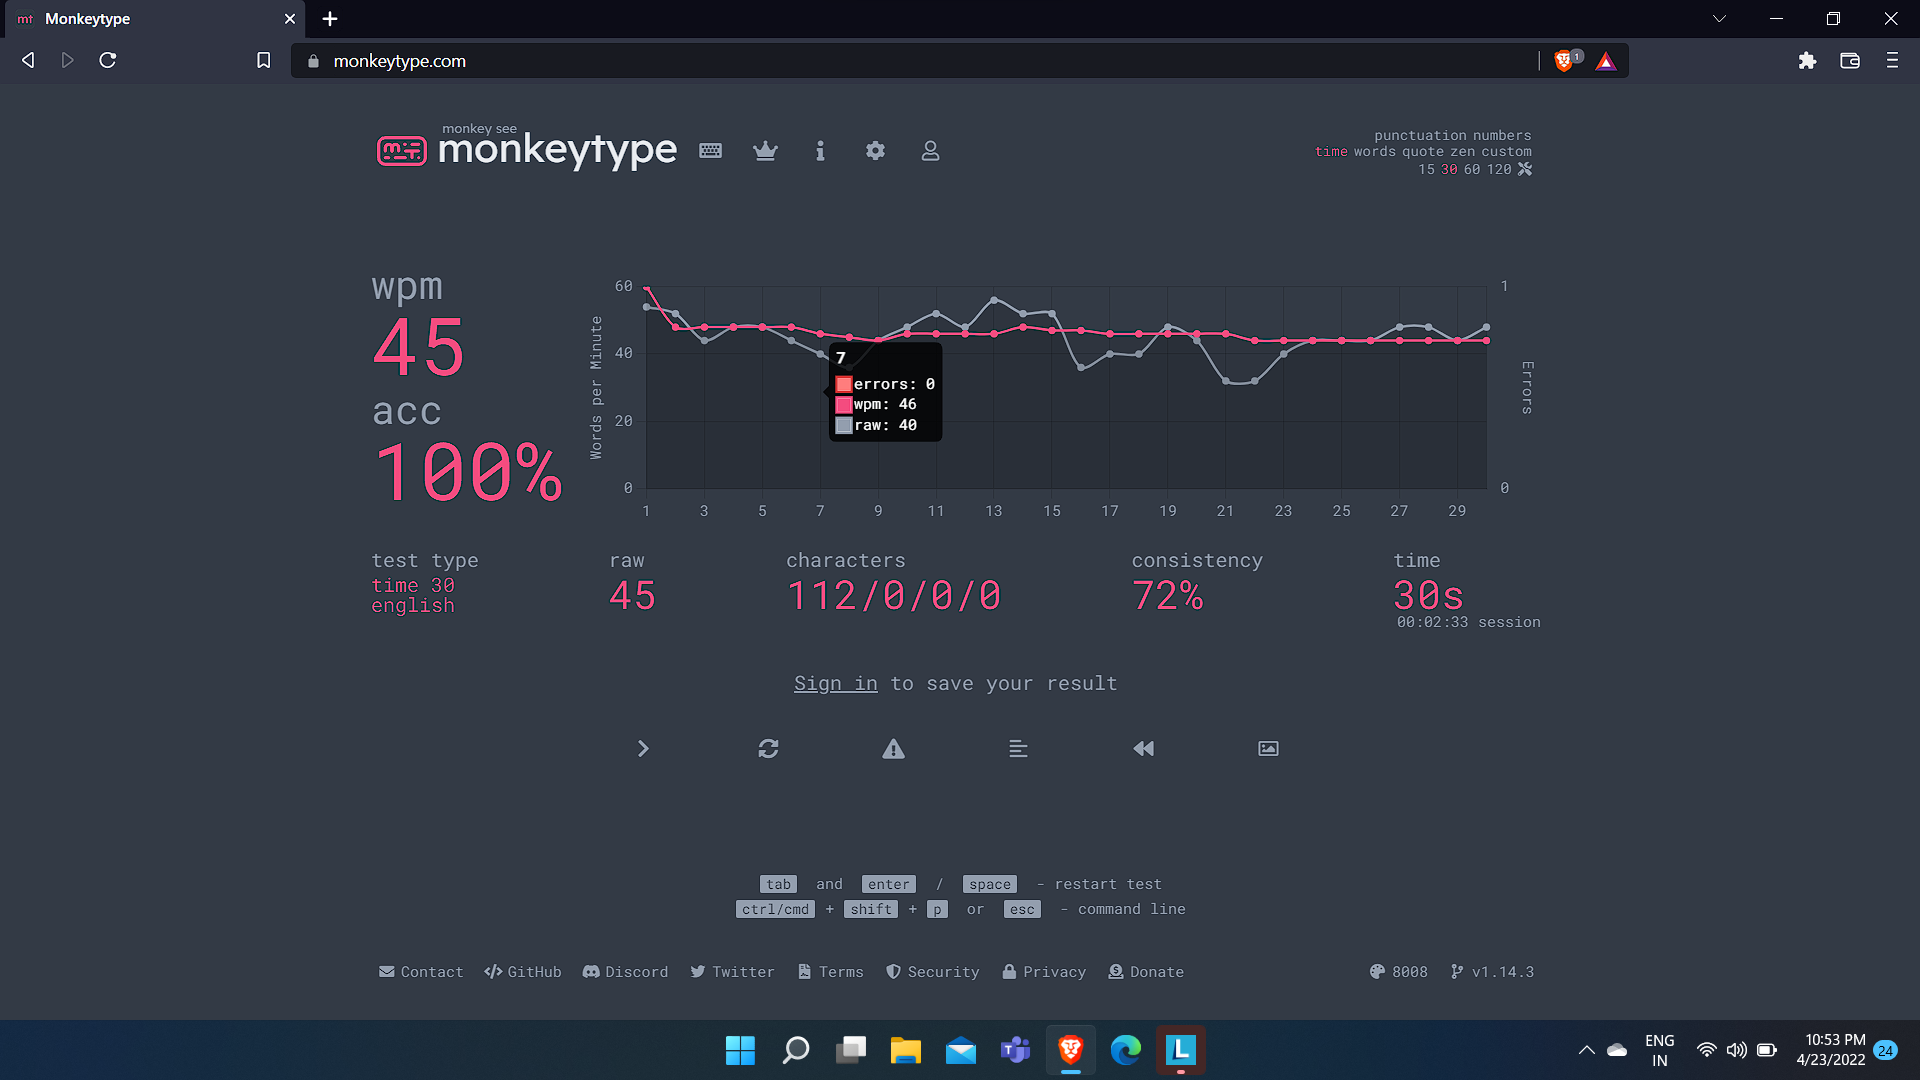 mt Monkeytype
monkeytype.com
1
monkey see
monkeytype
punctuation numbers
time words quote zen custom
15 30 60 120
wpm
45
acc
100%
Words per Minute
60
40
20
0
1
0
Errors
7
errors: 0
wpm: 46
raw: 40
1 3 5 7 9 11 13 15 17 19 21 23 25 27 29
test type
time 30
english
raw
45
characters
112/0/0/0
consistency
72%
time
30s
00:02:33 session
Sign in to save your result
tab and enter / space - restart test
ctrl/cmd + shift + p or esc - command line
Contact GitHub Discord Twitter Terms Security Privacy Donate 8008 v1.14.3
L
ENG
IN
10:53 PM
4/23/2022
24